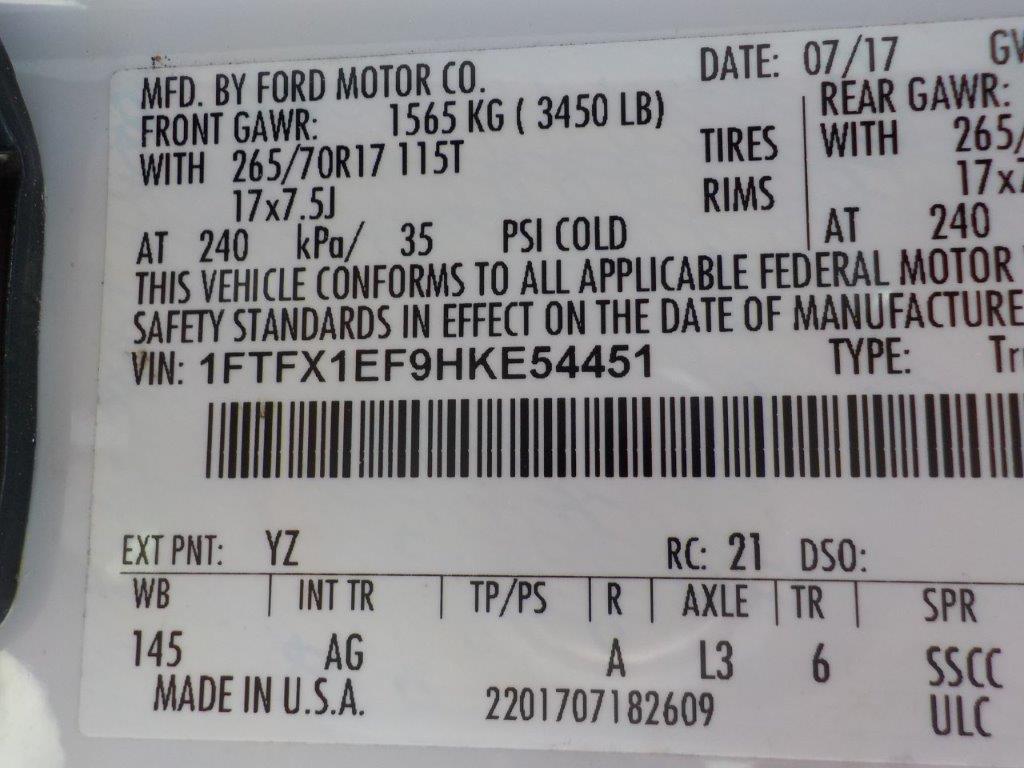 MFD. BY FORD MOTOR CO. DATE: 07/17
FRONT GAWR: 1565 KG ( 3450 LB) REAR GAWR:
WITH 265/70R17 115T TIRES WITH
17x7.5J RIMS
AT 240 kPa/ 35 PSI COLD AT 240
THIS VEHICLE CONFORMS TO ALL APPLICABLE FEDERAL MOTOR
SAFETY STANDARDS IN EFFECT ON THE DATE OF MANUFACTURE
VIN: 1FTFX1EF9HKE54451 TYPE:
EXT PNT: YZ RC: 21 DSO:
WB INT TR TP/PS R AXLE TR SPR
145 AG A L3 6 SSCC
MADE IN U.S.A. 2201707182609 ULC